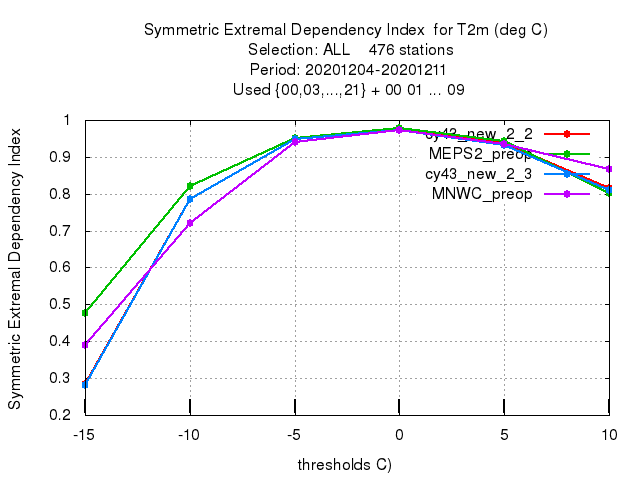 Symmetric Extremal Dependency Index  for T2m (deg C)
Selection: ALL    476 stations
Period: 20201204-20201211
Used {00,03,...,21} + 00 01 ... 09
Symmetric Extremal Dependency Index
1
0.9
0.8
0.7
0.6
0.5
0.4
0.3
0.2
cy43_new_2_2
MEPS2_preop
cy43_new_2_3
MNWC_preop
-15 -10 -5 0 5 10
thresholds C)